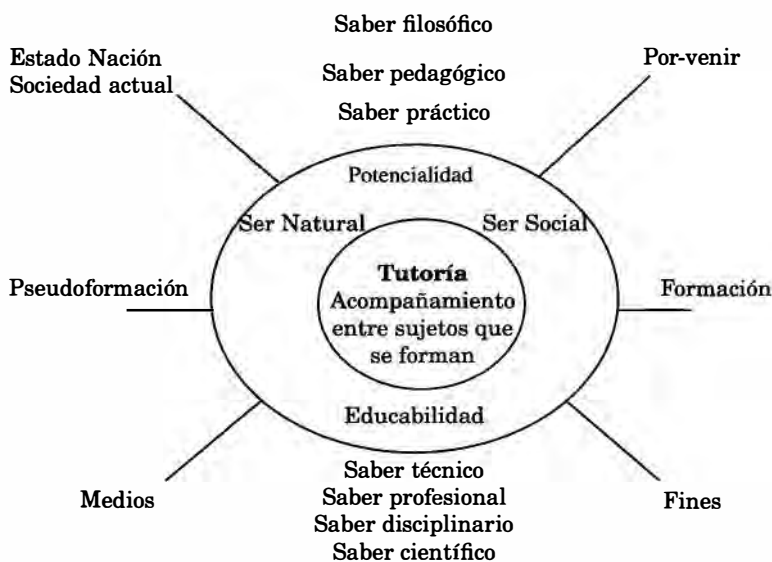 Saber filosófico
Estado Nación
Sociedad actual
Saber pedagógico
Por-venir
Saber práctico
Potencialidad
Ser Natural
Ser Social
Tutoría
Acompañamiento
entre sujetos que
se forman
Pseudoformación
Formación
Educabilidad
Saber técnico
Saber profesional
Saber disciplinario
Saber científico
Medios
Fines